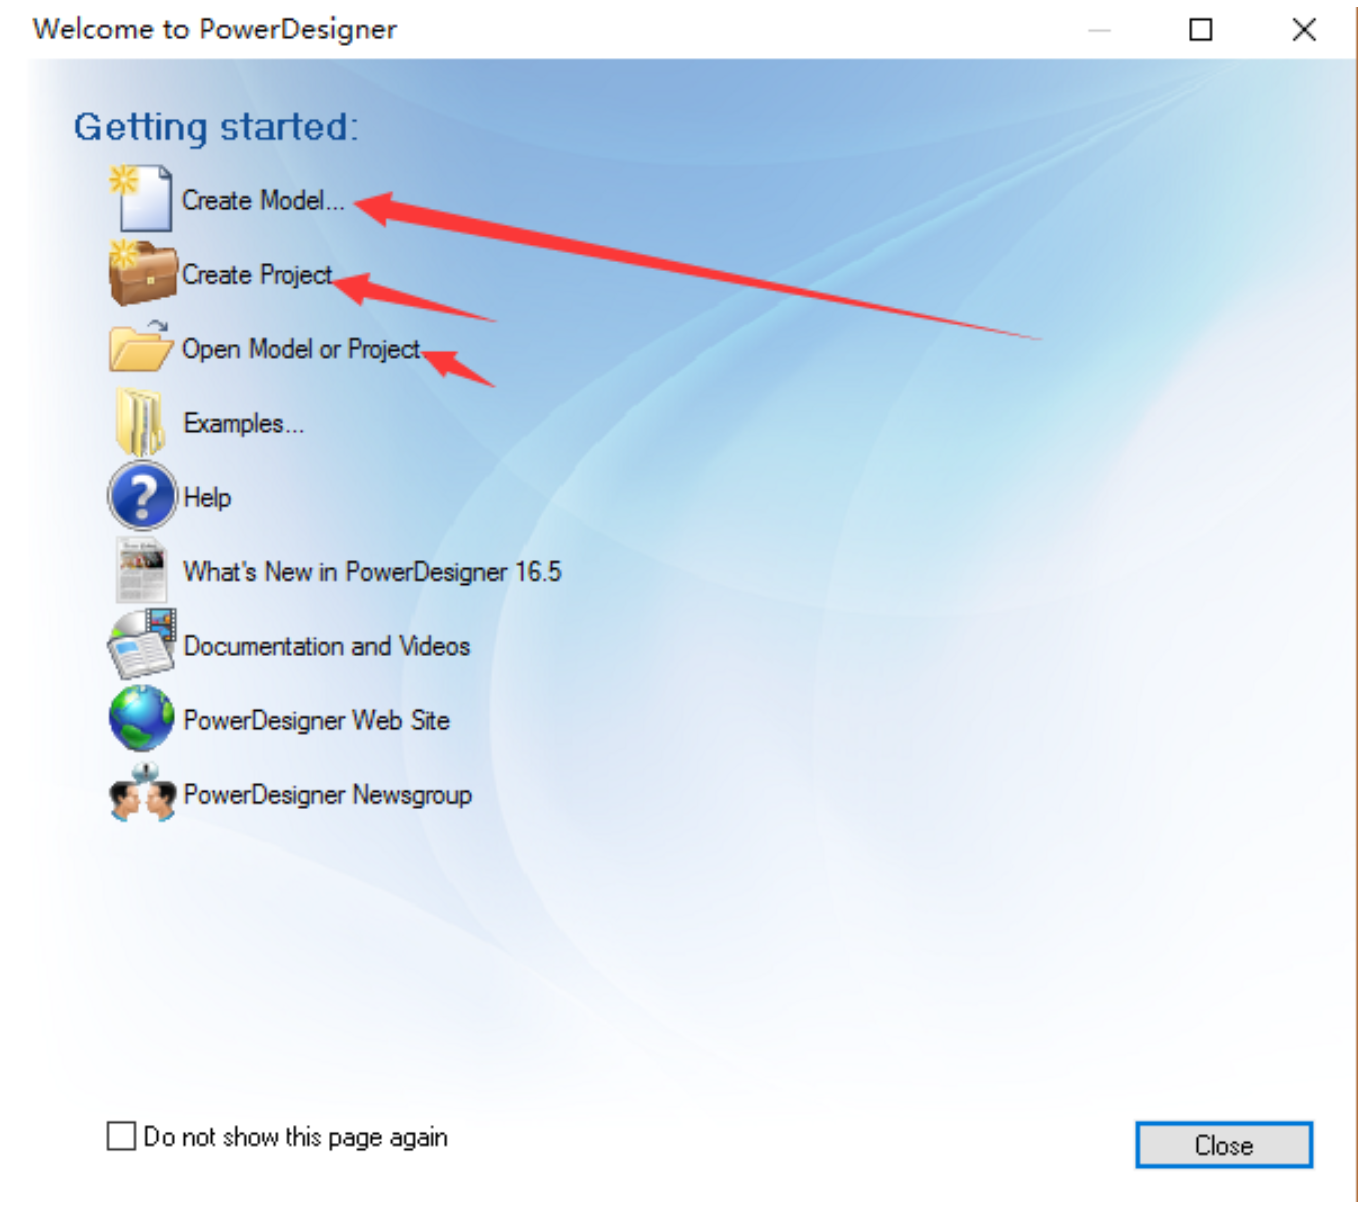 Welcome to PowerDesigner
Getting started:
Create Model...
Create Project
Open Model or Project
Examples...
Help
What's New in PowerDesigner 16.5
Documentation and Videos
PowerDesigner Web Site
PowerDesigner Newsgroup
Do not show this page again
Close